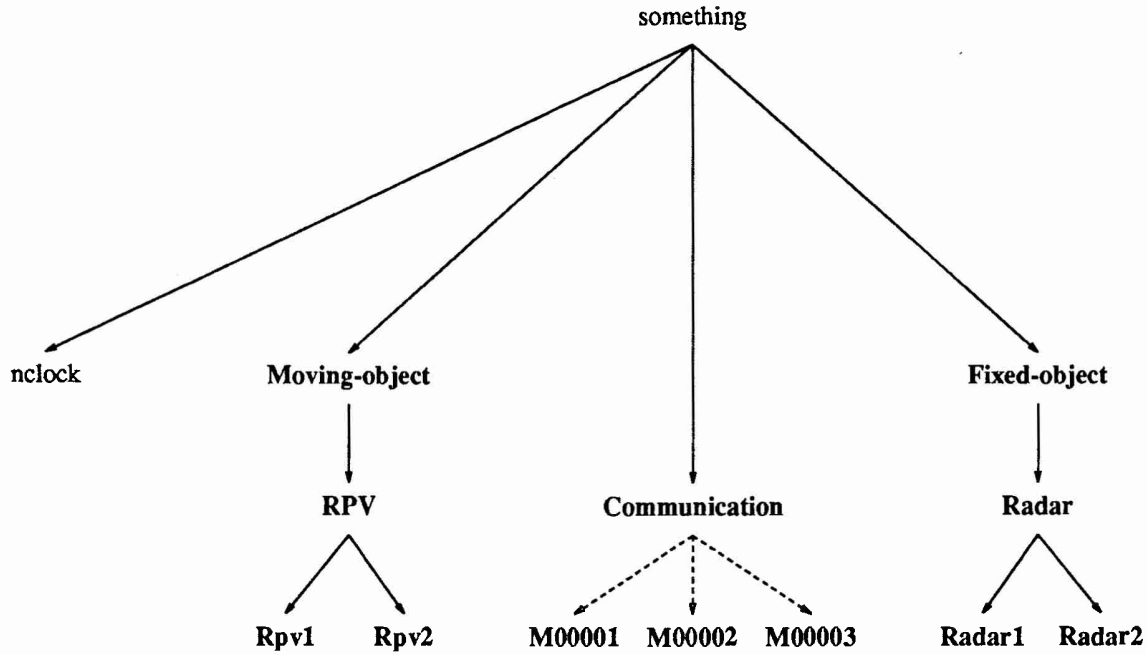 something
nclock
Moving-object
Fixed-object
RPV
Communication
Radar
Rpv1
Rpv2
M00001
M00002
M00003
Radar1
Radar2